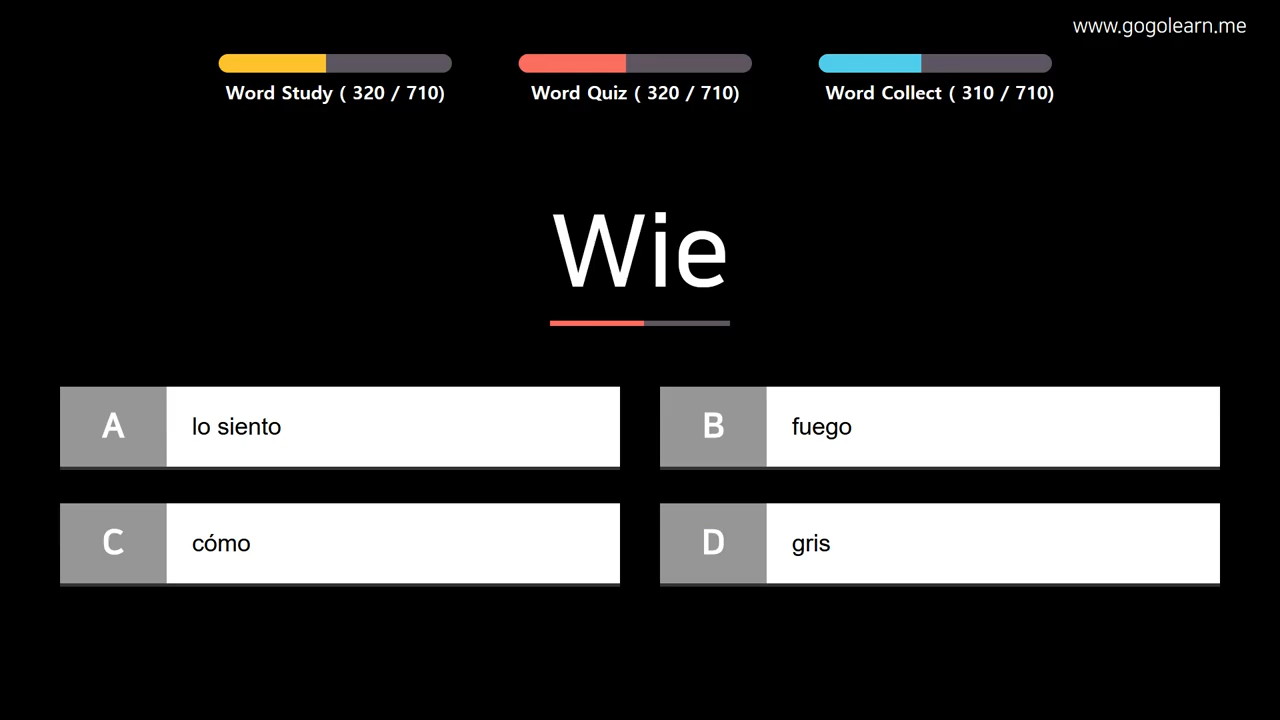 www.gogolearn.me
Word Study ( 320 / 710)
Word Quiz ( 320 / 710)
Word Collect ( 310 / 710)
Wie
A lo siento
B fuego
C cómo
D gris